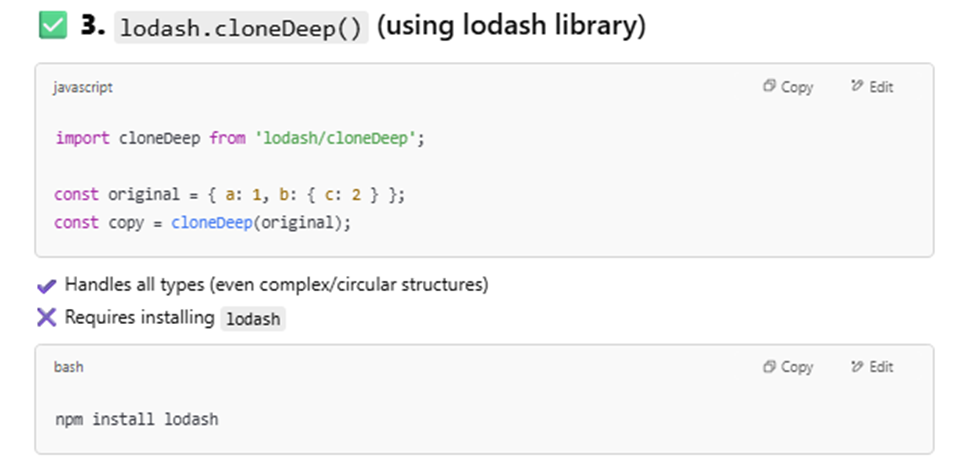 ✅ 3. lodash.cloneDeep() (using lodash library)
javascript
Copy
Edit
import cloneDeep from 'lodash/cloneDeep';
const original = { a: 1, b: { c: 2 } };
const copy = cloneDeep(original);
✔ Handles all types (even complex/circular structures)
❌ Requires installing lodash
bash
Copy
Edit
npm install lodash